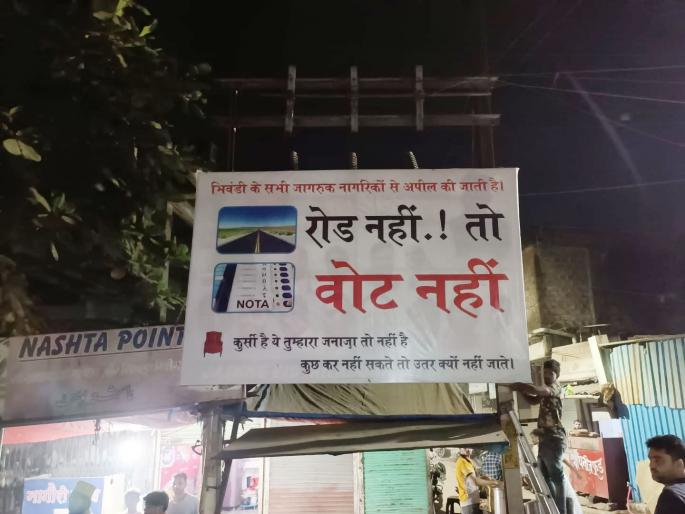 भिवंडी के सभी जागरुक नागरिकों से अपील की जाती है।
रोड नहीं.! तो
वोट नहीं
NOTA
कुर्सी है ये तुम्हारा जनाज़ा तो नहीं है
कुछ कर नहीं सकते तो उतर क्यों नहीं जाते।
NASHTA POINT
नागौरी